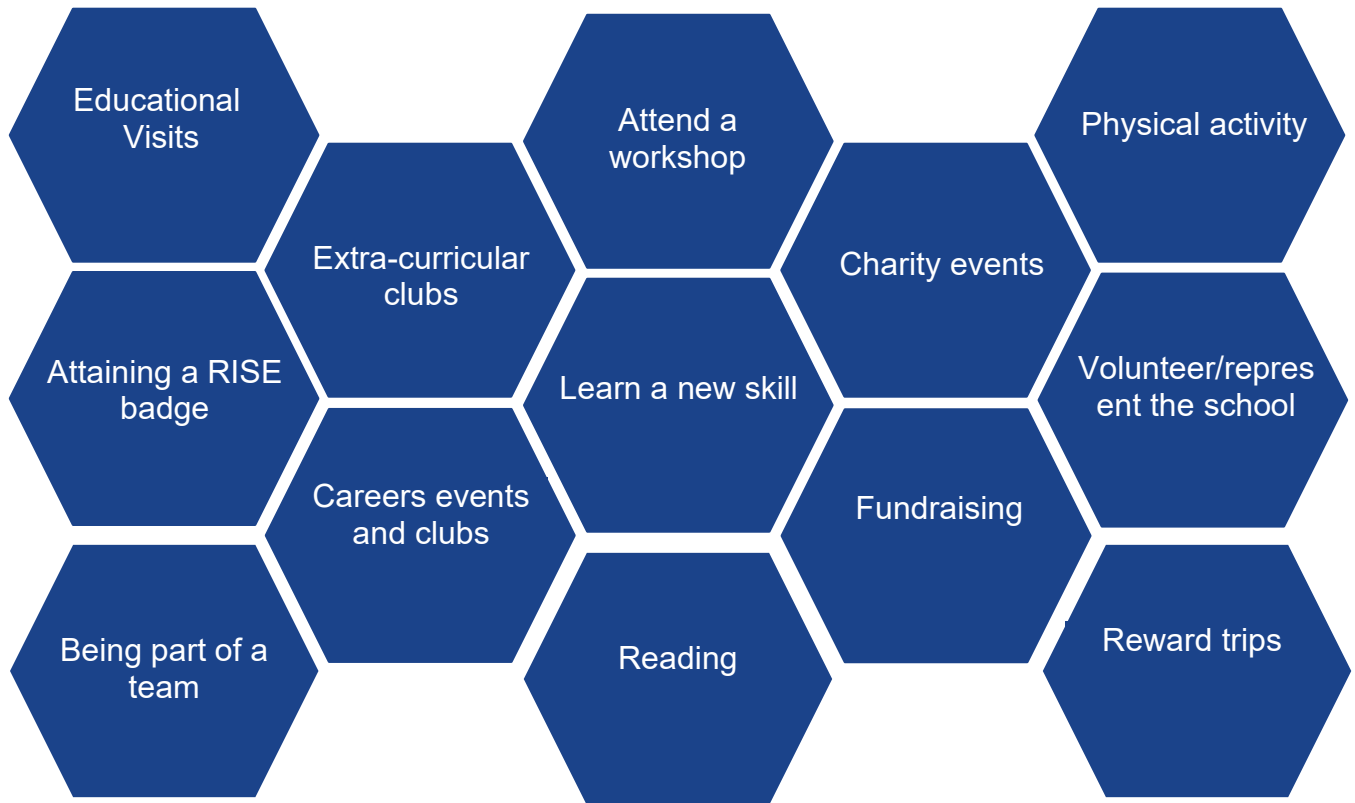 Educational
Visits
Attend a
workshop
Physical activity
Extra-curricular
clubs
Charity events
Attaining a RISE
badge
Learn a new skill
Volunteer/repres
ent the school
Careers events
and clubs
Fundraising
Being part of a
team
Reading
Reward trips